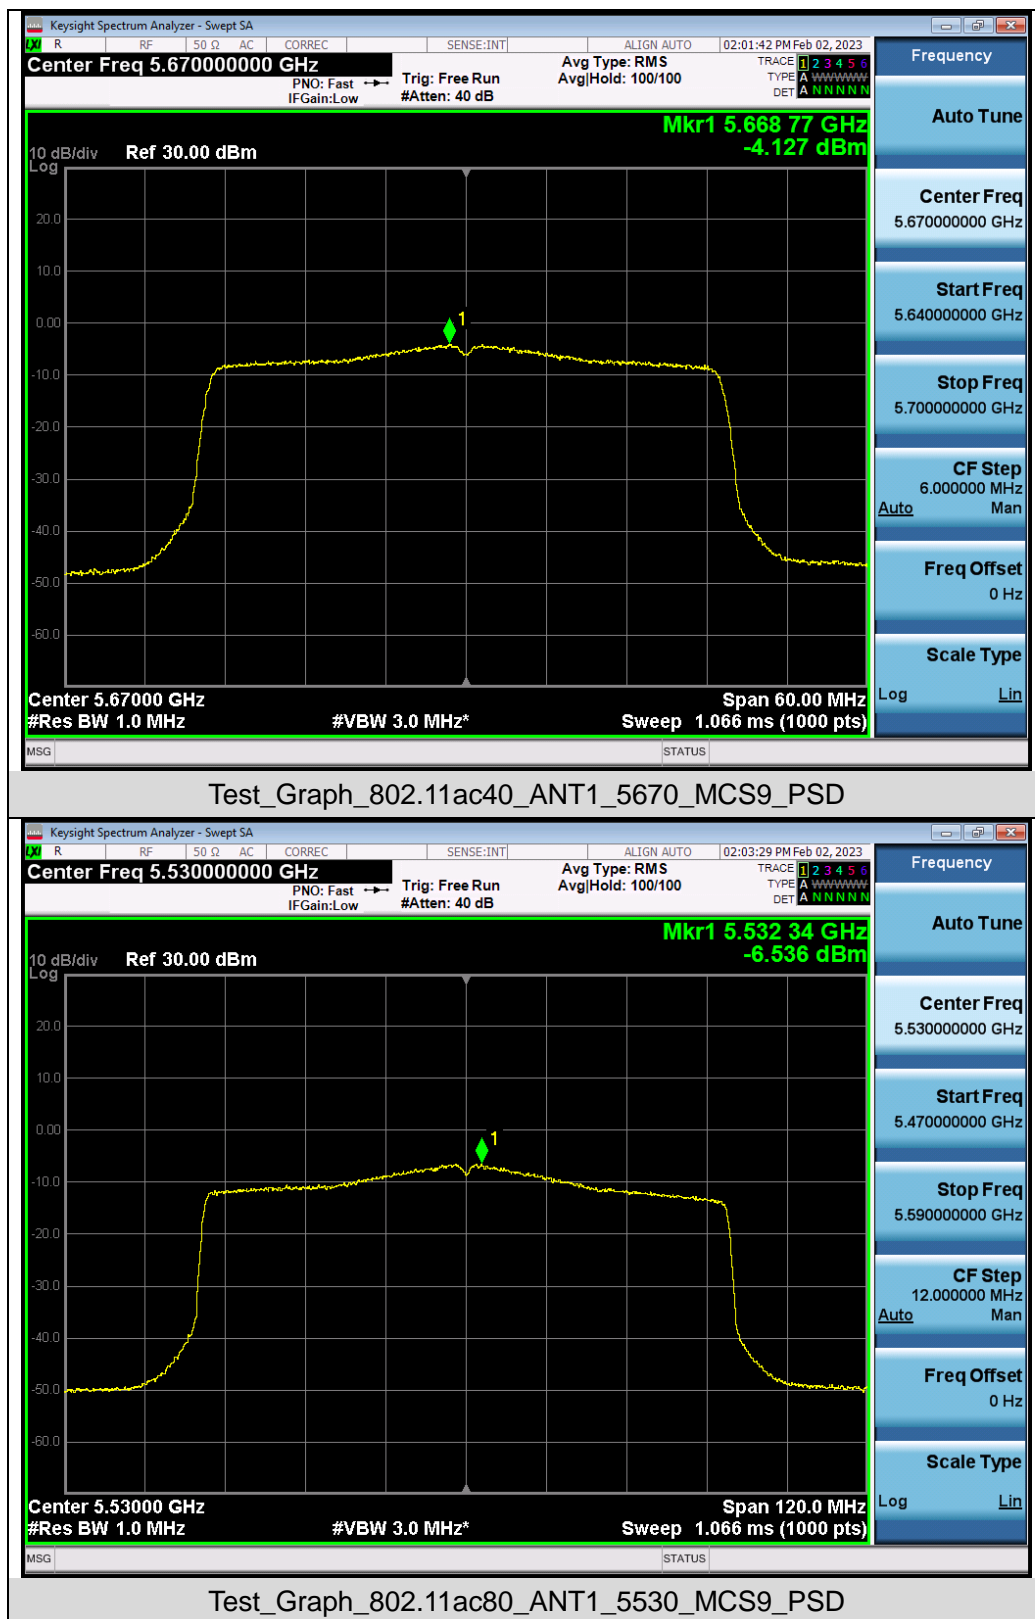 Keysight Spectrum Analyzer - Swept SA
LXI R RF 50 Ω AC CORREC SENSE:INT ALIGN AUTO 02:01:42 PM Feb 02, 2023
Center Freq 5.670000000 GHz
PNO: Fast
IFGain:Low
Trig: Free Run
#Atten: 40 dB
Avg Type: RMS
Avg|Hold: 100/100
TRACE 1 2 3 4 5 6
TYPE A WWWWW
DET A N N N N N
Mkr1 5.668 77 GHz
-4.127 dBm
10 dB/div Ref 30.00 dBm
Log
20.0
10.0
0.00
-10.0
-20.0
-30.0
-40.0
-50.0
-60.0
1
Center 5.67000 GHz Span 60.00 MHz
#Res BW 1.0 MHz #VBW 3.0 MHz* Sweep 1.066 ms (1000 pts)
MSG STATUS
Frequency
Auto Tune
Center Freq
5.670000000 GHz
Start Freq
5.640000000 GHz
Stop Freq
5.700000000 GHz
CF Step
6.000000 MHz
Auto Man
Freq Offset
0 Hz
Scale Type
Log Lin
Test_Graph_802.11ac40_ANT1_5670_MCS9_PSD
Keysight Spectrum Analyzer - Swept SA
LXI R RF 50 Ω AC CORREC SENSE:INT ALIGN AUTO 02:03:29 PM Feb 02, 2023
Center Freq 5.530000000 GHz
PNO: Fast
IFGain:Low
Trig: Free Run
#Atten: 40 dB
Avg Type: RMS
Avg|Hold: 100/100
TRACE 1 2 3 4 5 6
TYPE A WWWWW
DET A N N N N N
Mkr1 5.532 34 GHz
-6.536 dBm
10 dB/div Ref 30.00 dBm
Log
20.0
10.0
0.00
-10.0
-20.0
-30.0
-40.0
-50.0
-60.0
1
Center 5.53000 GHz Span 120.0 MHz
#Res BW 1.0 MHz #VBW 3.0 MHz* Sweep 1.066 ms (1000 pts)
MSG STATUS
Frequency
Auto Tune
Center Freq
5.530000000 GHz
Start Freq
5.470000000 GHz
Stop Freq
5.590000000 GHz
CF Step
12.000000 MHz
Auto Man
Freq Offset
0 Hz
Scale Type
Log Lin
Test_Graph_802.11ac80_ANT1_5530_MCS9_PSD